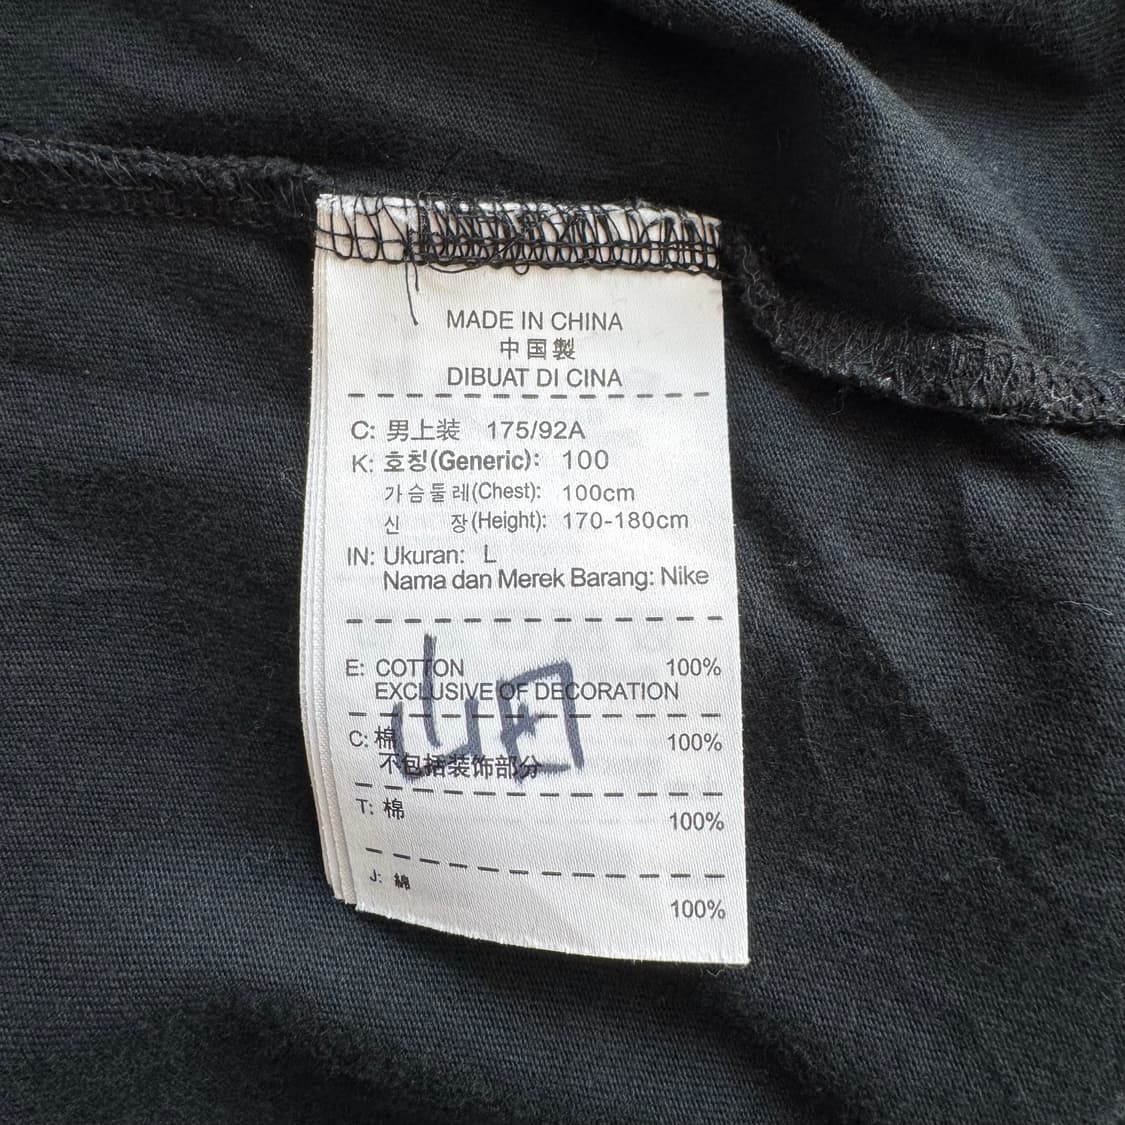 MADE IN CHINA
中国製
DIBUAT DI CINA
C: 男上装 175/92A
K: 호칭(Generic): 100
가슴둘레(Chest): 100cm
신 장(Height): 170-180cm
IN: Ukuran: L
Nama dan Merek Barang: Nike
E: COTTON 100%
EXCLUSIVE OF DECORATION
山田
C: 棉 100%
不包括装饰部分
T: 棉 100%
J: 綿 100%